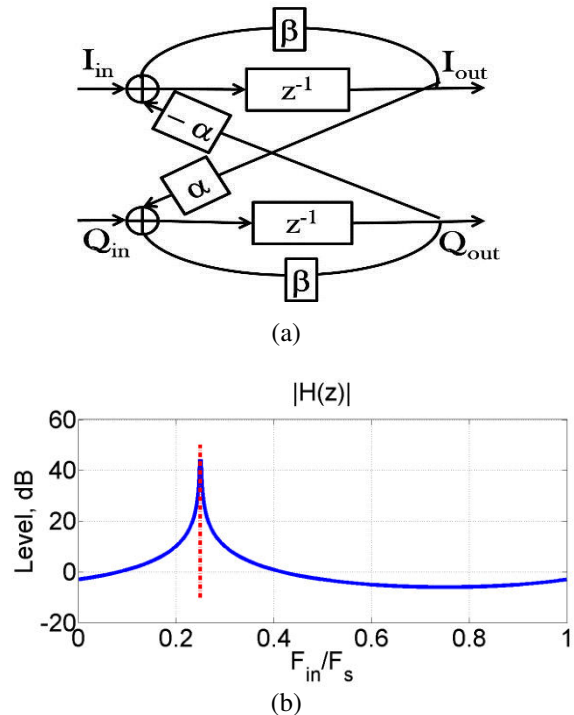 β
I_in
I_out
z⁻¹
− α
α
z⁻¹
Q_in
Q_out
β
(a)
|H(z)|
60
40
20
0
-20
Level, dB
0
0.2
0.4
0.6
0.8
1
F_in/F_s
(b)